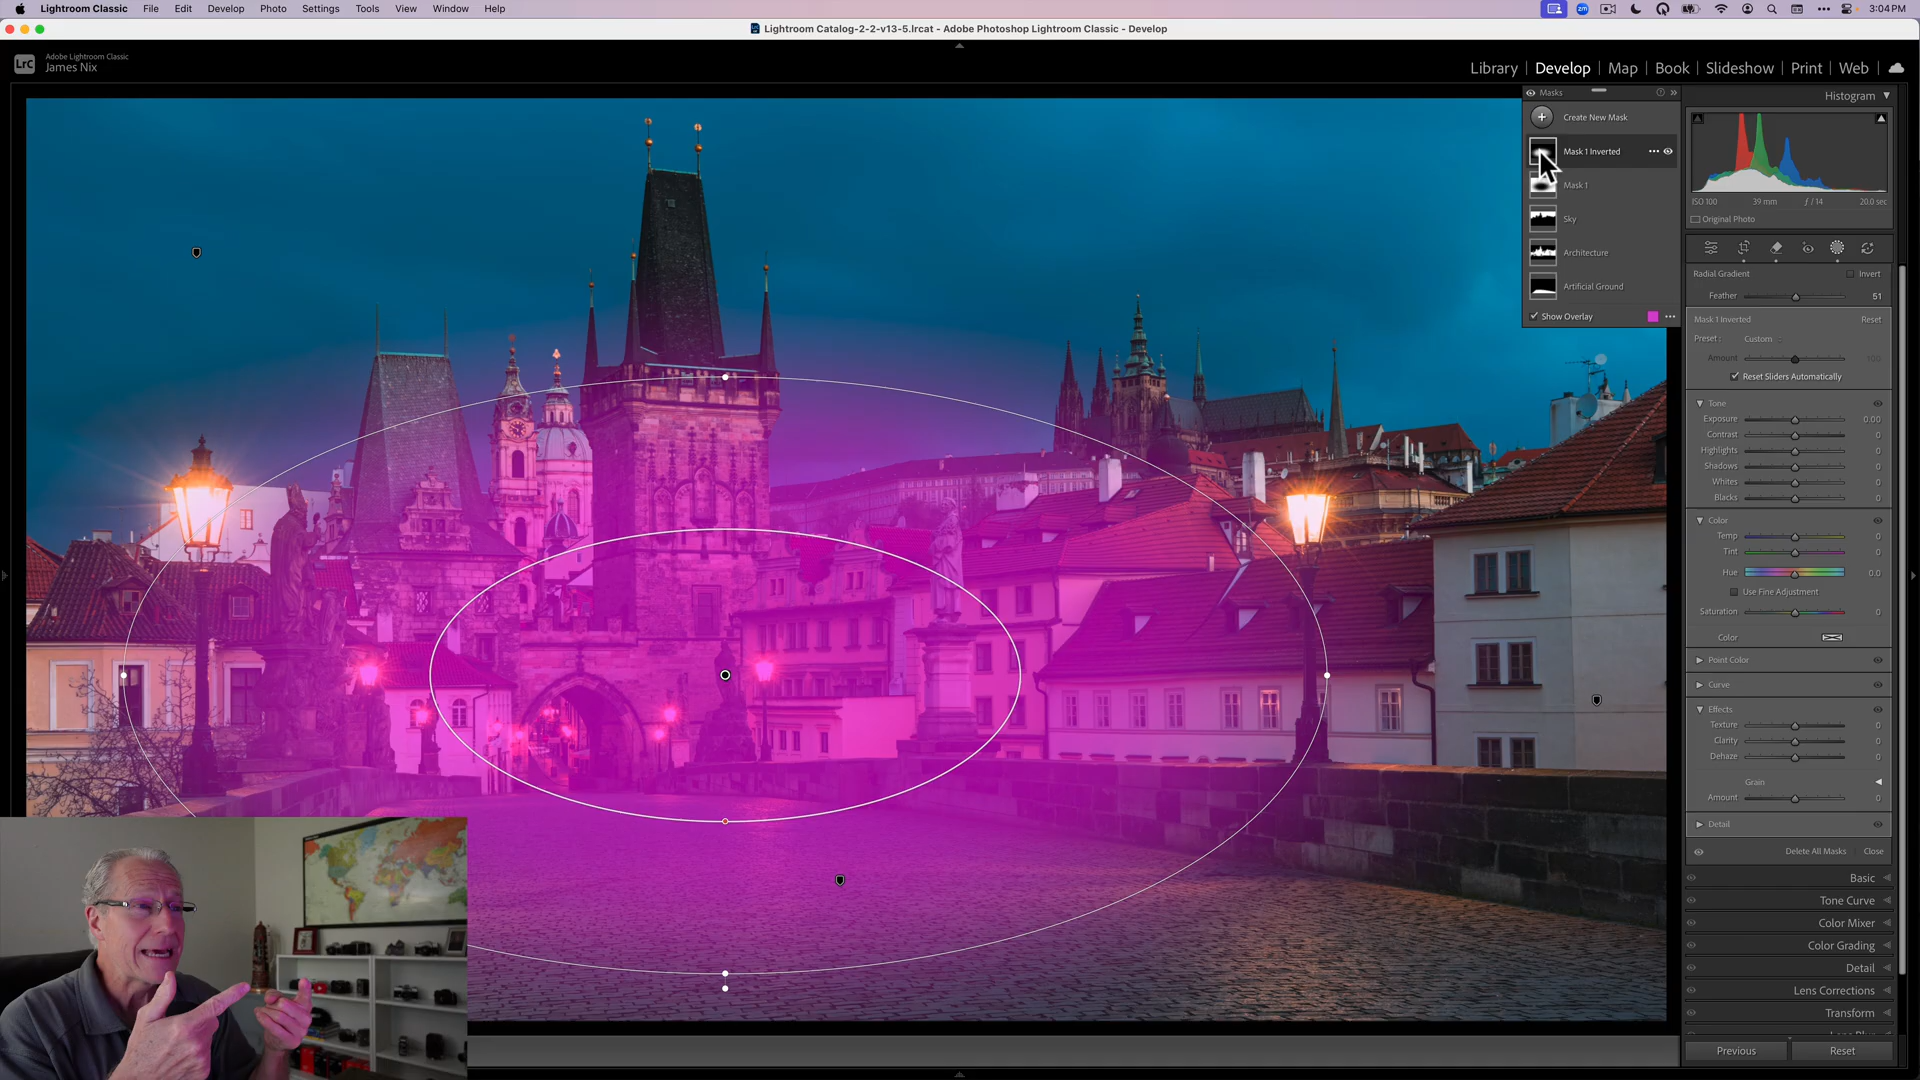 Lightroom Classic File Edit Develop Photo Settings Tools View Window Help 3:04PM
Lightroom Catalog-2-2-v13-5.lrcat - Adobe Photoshop Lightroom Classic - Develop
LrC Adobe Lightroom Classic
James Nix
Library | Develop | Map | Book | Slideshow | Print | Web
Masks
Create New Mask
Mask 1 Inverted
Mask 1
Sky
Architecture
Artificial Ground
Show Overlay
Histogram
ISO 100 39 mm ƒ / 14 20.0 sec
Original Photo
Radial Gradient Invert
Feather 51
Mask 1 Inverted Reset
Preset : Custom
Amount 100
Reset Sliders Automatically
Tone
Exposure 0.00
Contrast 0
Highlights 0
Shadows 0
Whites 0
Blacks 0
Color
Temp 0
Tint 0
Hue 0.0
Use Fine Adjustment
Saturation 0
Color
Point Color
Curve
Effects
Texture 0
Clarity 0
Dehaze 0
Grain
Amount 0
Detail
Delete All Masks Close
Basic
Tone Curve
Color Mixer
Color Grading
Detail
Lens Corrections
Transform
Lens Blur
Previous Reset